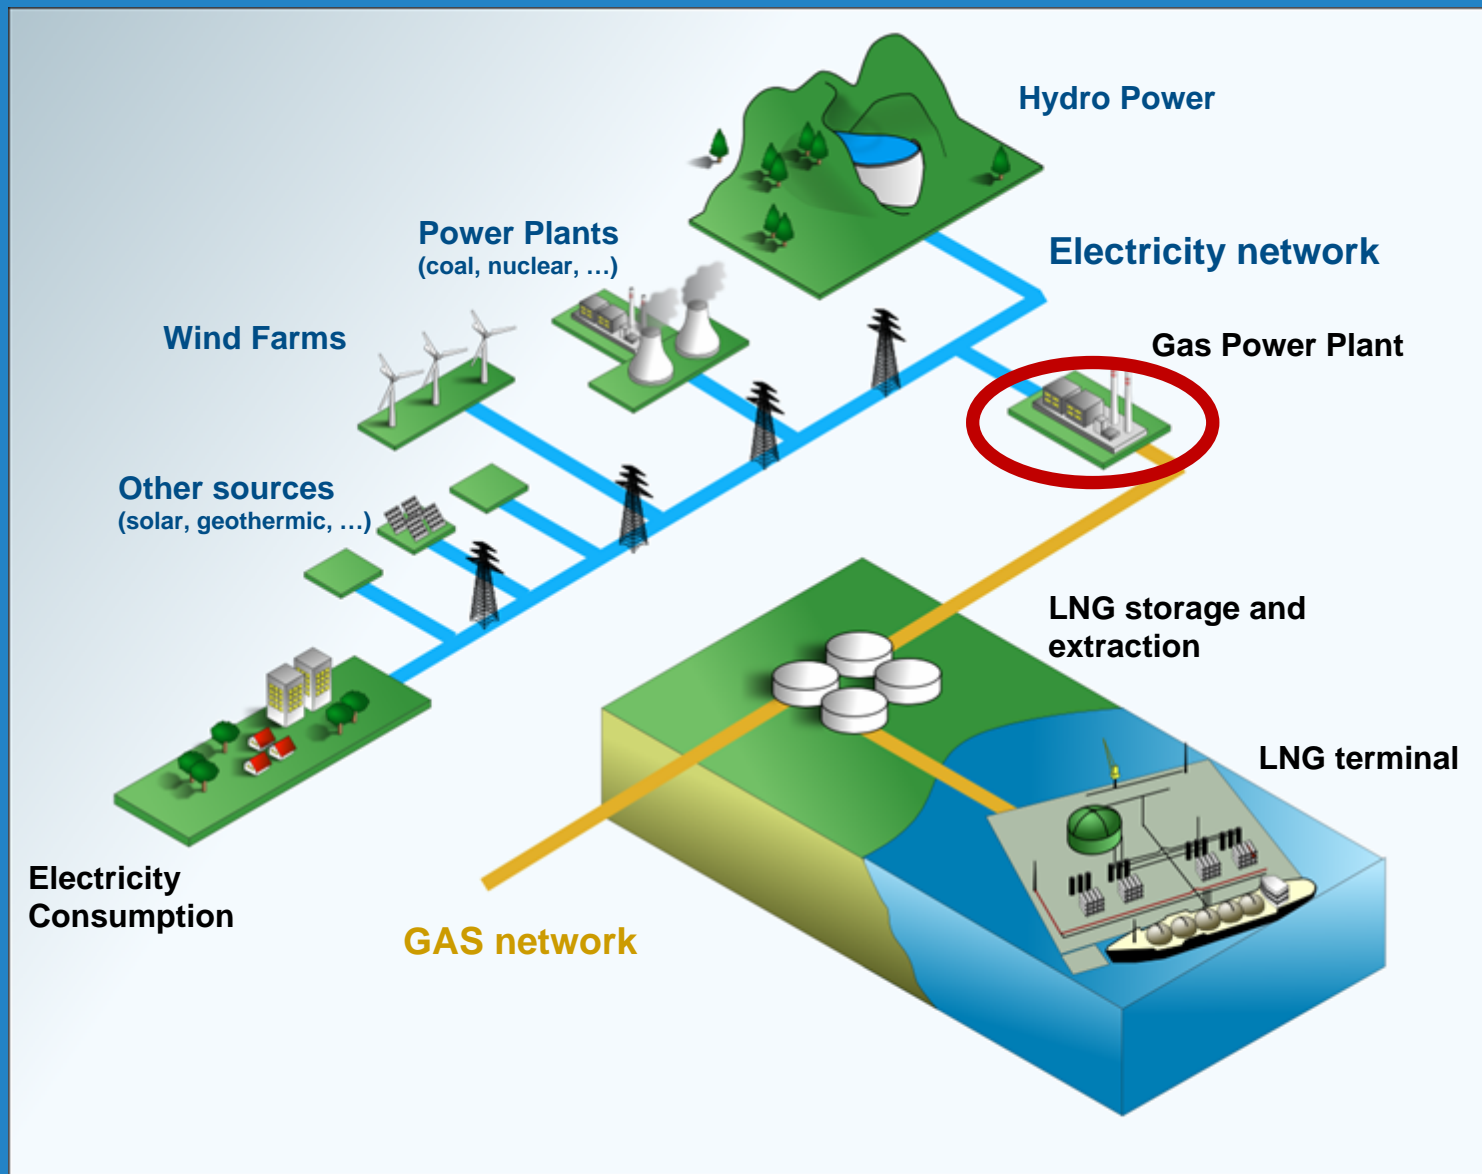 Hydro Power
Power Plants
(coal, nuclear, …)
Electricity network
Wind Farms
Gas Power Plant
Other sources
(solar, geothermic, …)
LNG storage and
extraction
LNG terminal
Electricity
Consumption
GAS network